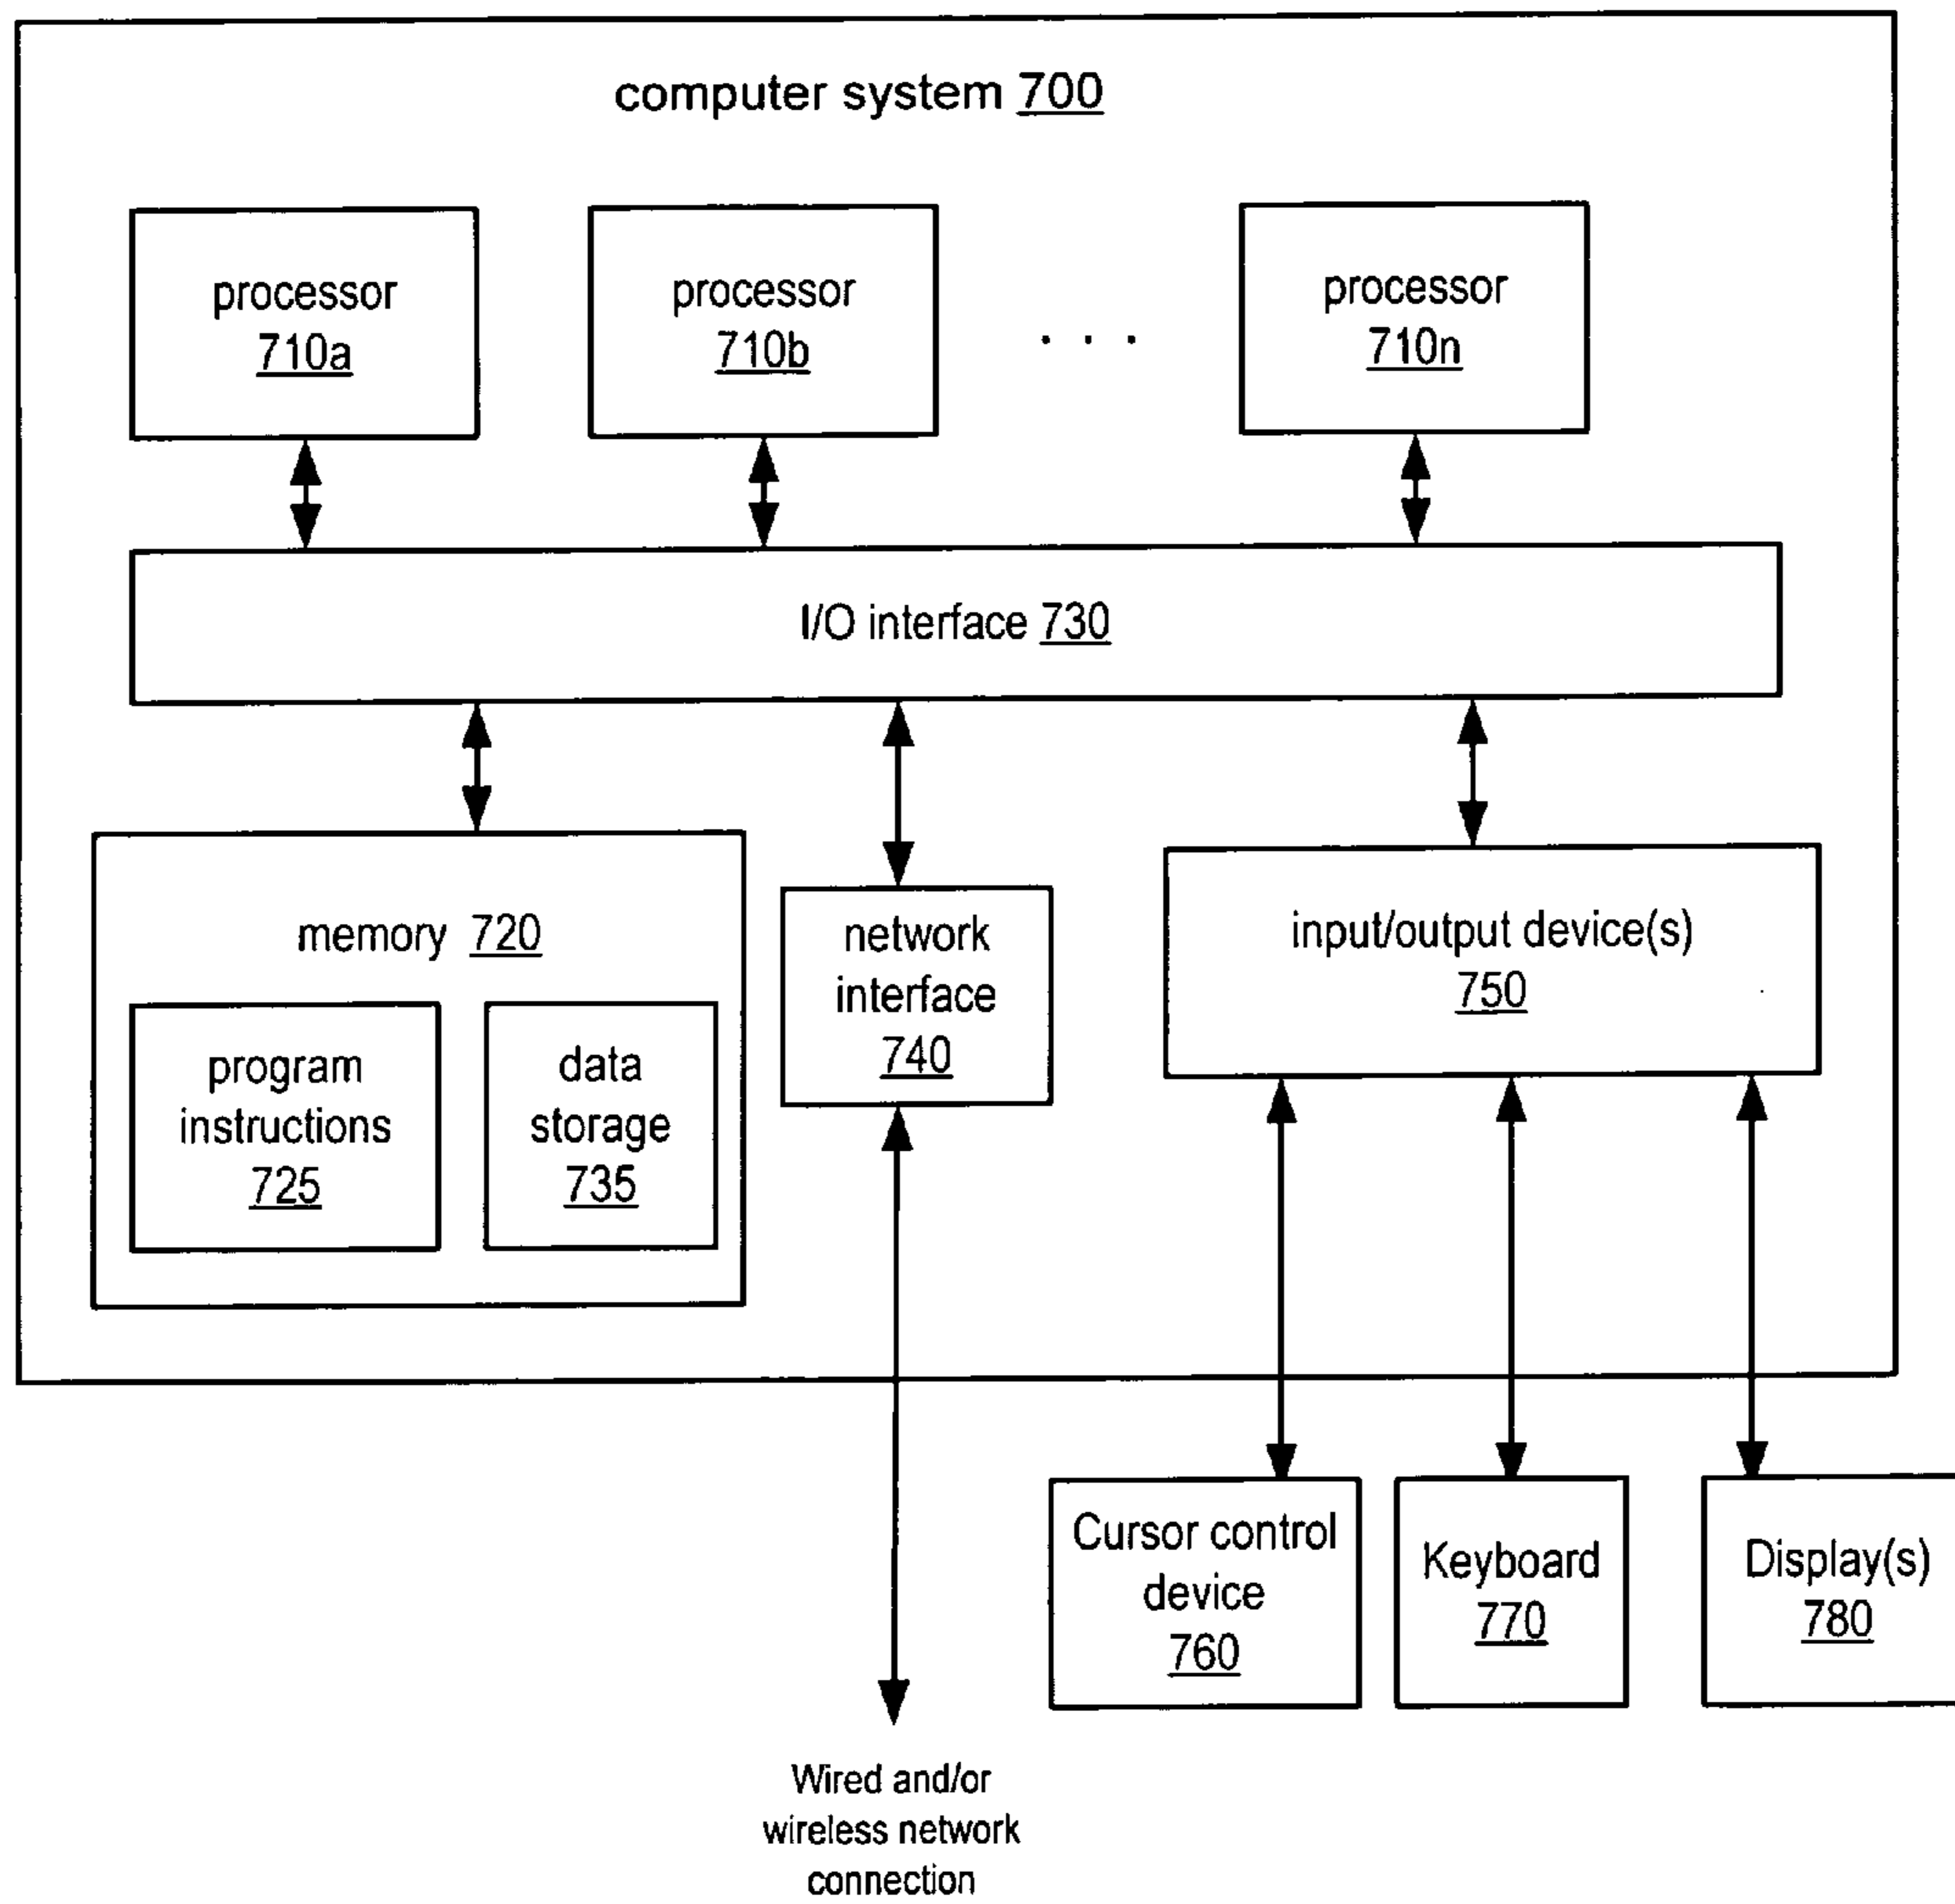 computer system 700
processor
710a
processor
710b
. . .
processor
710n
I/O interface 730
memory 720
program
instructions
725
data
storage
735
network
interface
740
input/output device(s)
750
Cursor control
device
760
Keyboard
770
Display(s)
780
Wired and/or
wireless network
connection